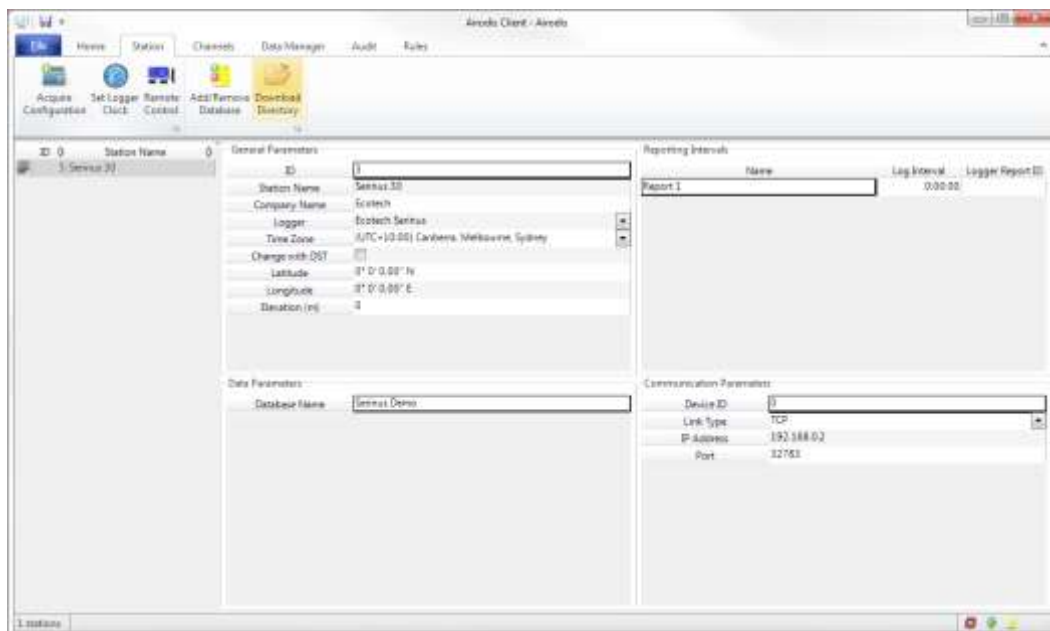 Airodis Client - Airodis
File Home Station Channels Data Manager Audit Rules
Acquire Configuration
Set Logger Clock
Remote Control
Add/Remove Database
Download Directory
ID Station Name
1 Serinus 30
General Parameters
ID 1
Station Name Serinus 30
Company Name Ecotech
Logger Ecotech Serinus
Time Zone (UTC+10:00) Canberra, Melbourne, Sydney
Change with DST
Latitude 0° 0' 0.00" N
Longitude 0° 0' 0.00" E
Elevation (m) 0
Reporting Intervals
Name Log Interval Logger Report ID
Report 1 0:00:00
Data Parameters
Database Name Serinus Demo
Communication Parameters
Device ID 0
Link Type TCP
IP Address 192.168.0.2
Port 32783
1 stations